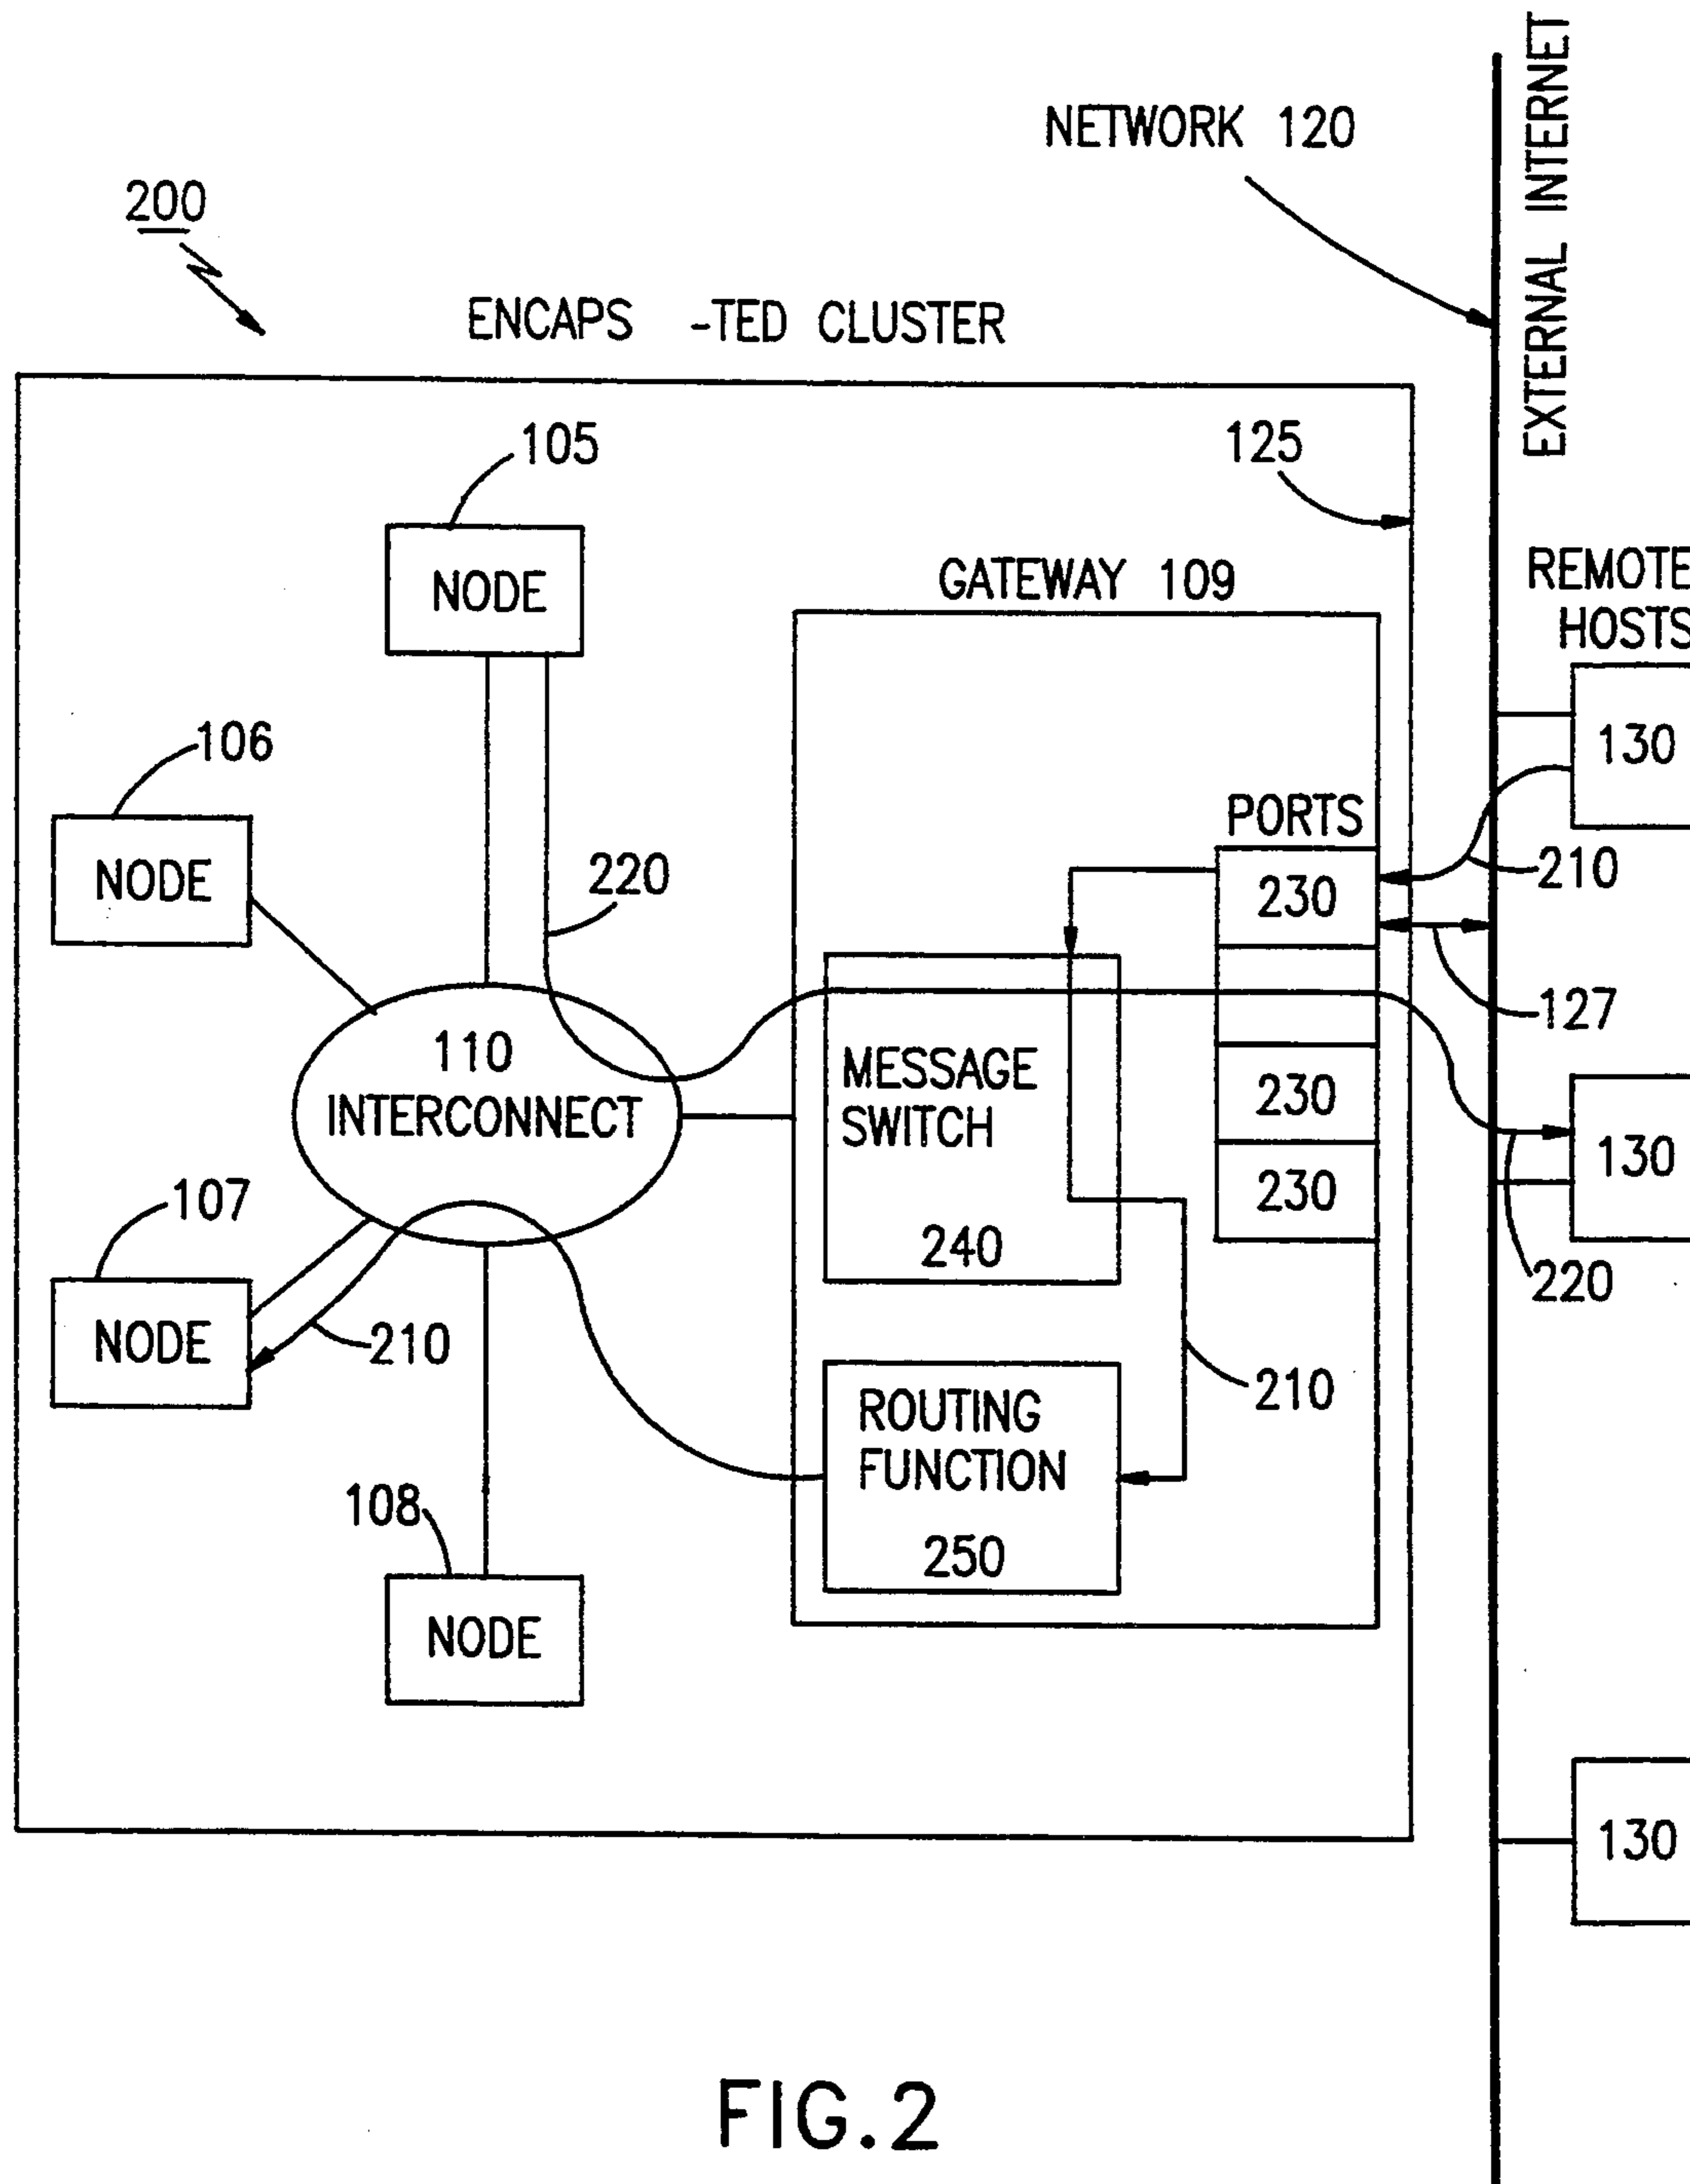 EXTERNAL INTERNET
NETWORK 120
200
ENCAPS -TED CLUSTER
105
125
NODE
GATEWAY 109
REMOTE
HOSTS
106
130
PORTS
NODE
220
230
210
127
110
INTERCONNECT
MESSAGE
SWITCH
230
130
107
230
240
220
NODE
210
210
ROUTING
FUNCTION
108
250
NODE
130
FIG.2